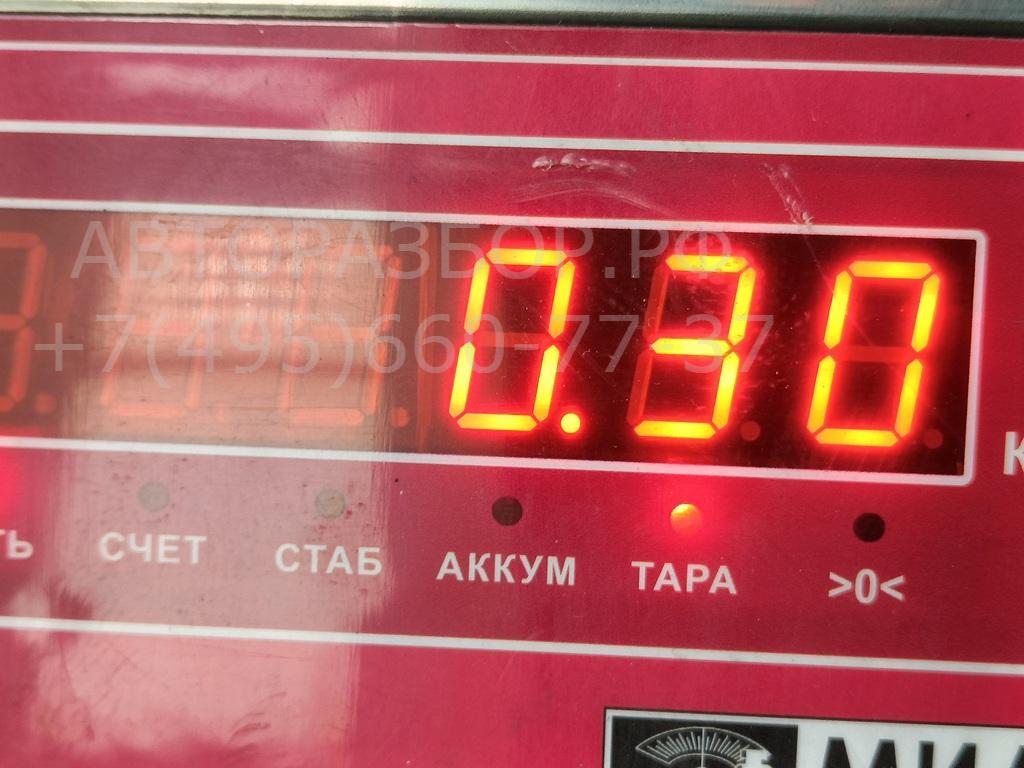 АВТОРАЗБОР.РФ
+7(495)660-77-37
0.30
СЧЕТ СТАБ АККУМ ТАРА >0<